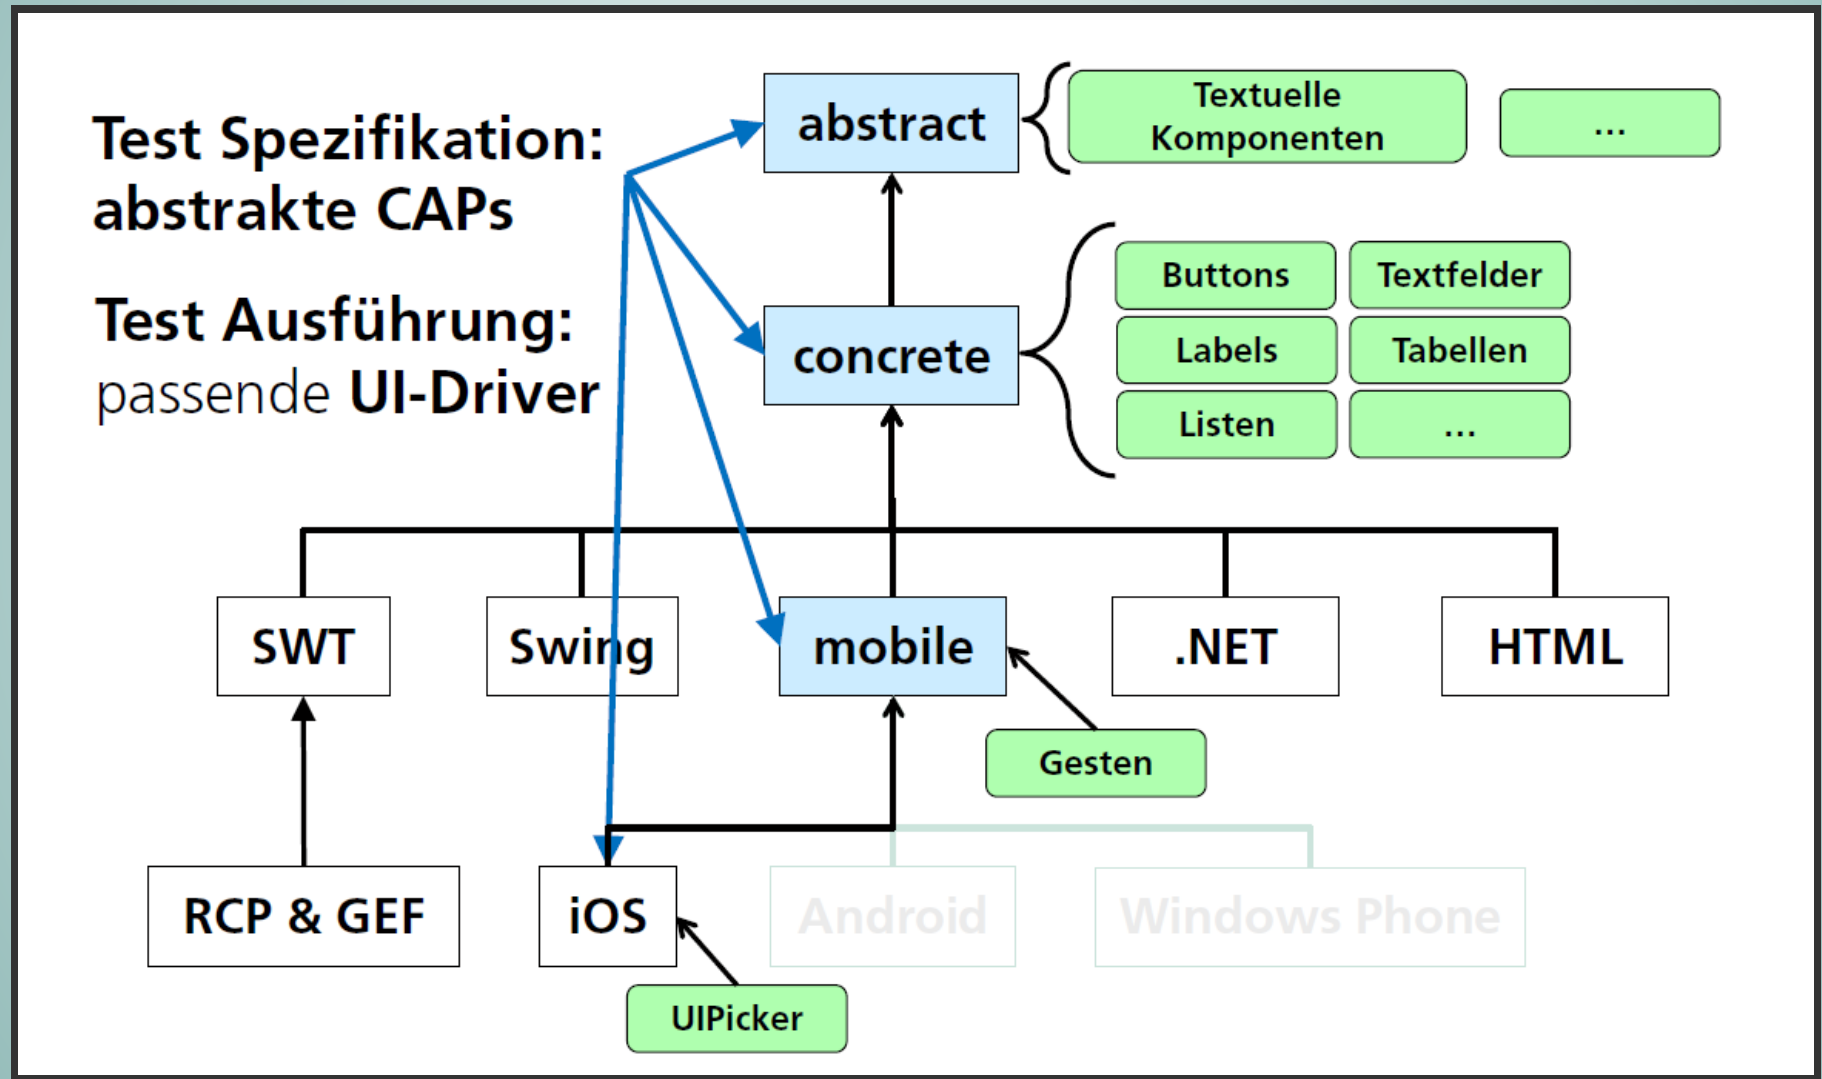 Test Spezifikation:
abstrakte CAPs
Test Ausführung:
passende UI-Driver
abstract
Textuelle
Komponenten
...
concrete
Buttons
Textfelder
Labels
Tabellen
Listen
...
SWT
Swing
mobile
.NET
HTML
Gesten
RCP & GEF
iOS
Android
Windows Phone
UIPicker